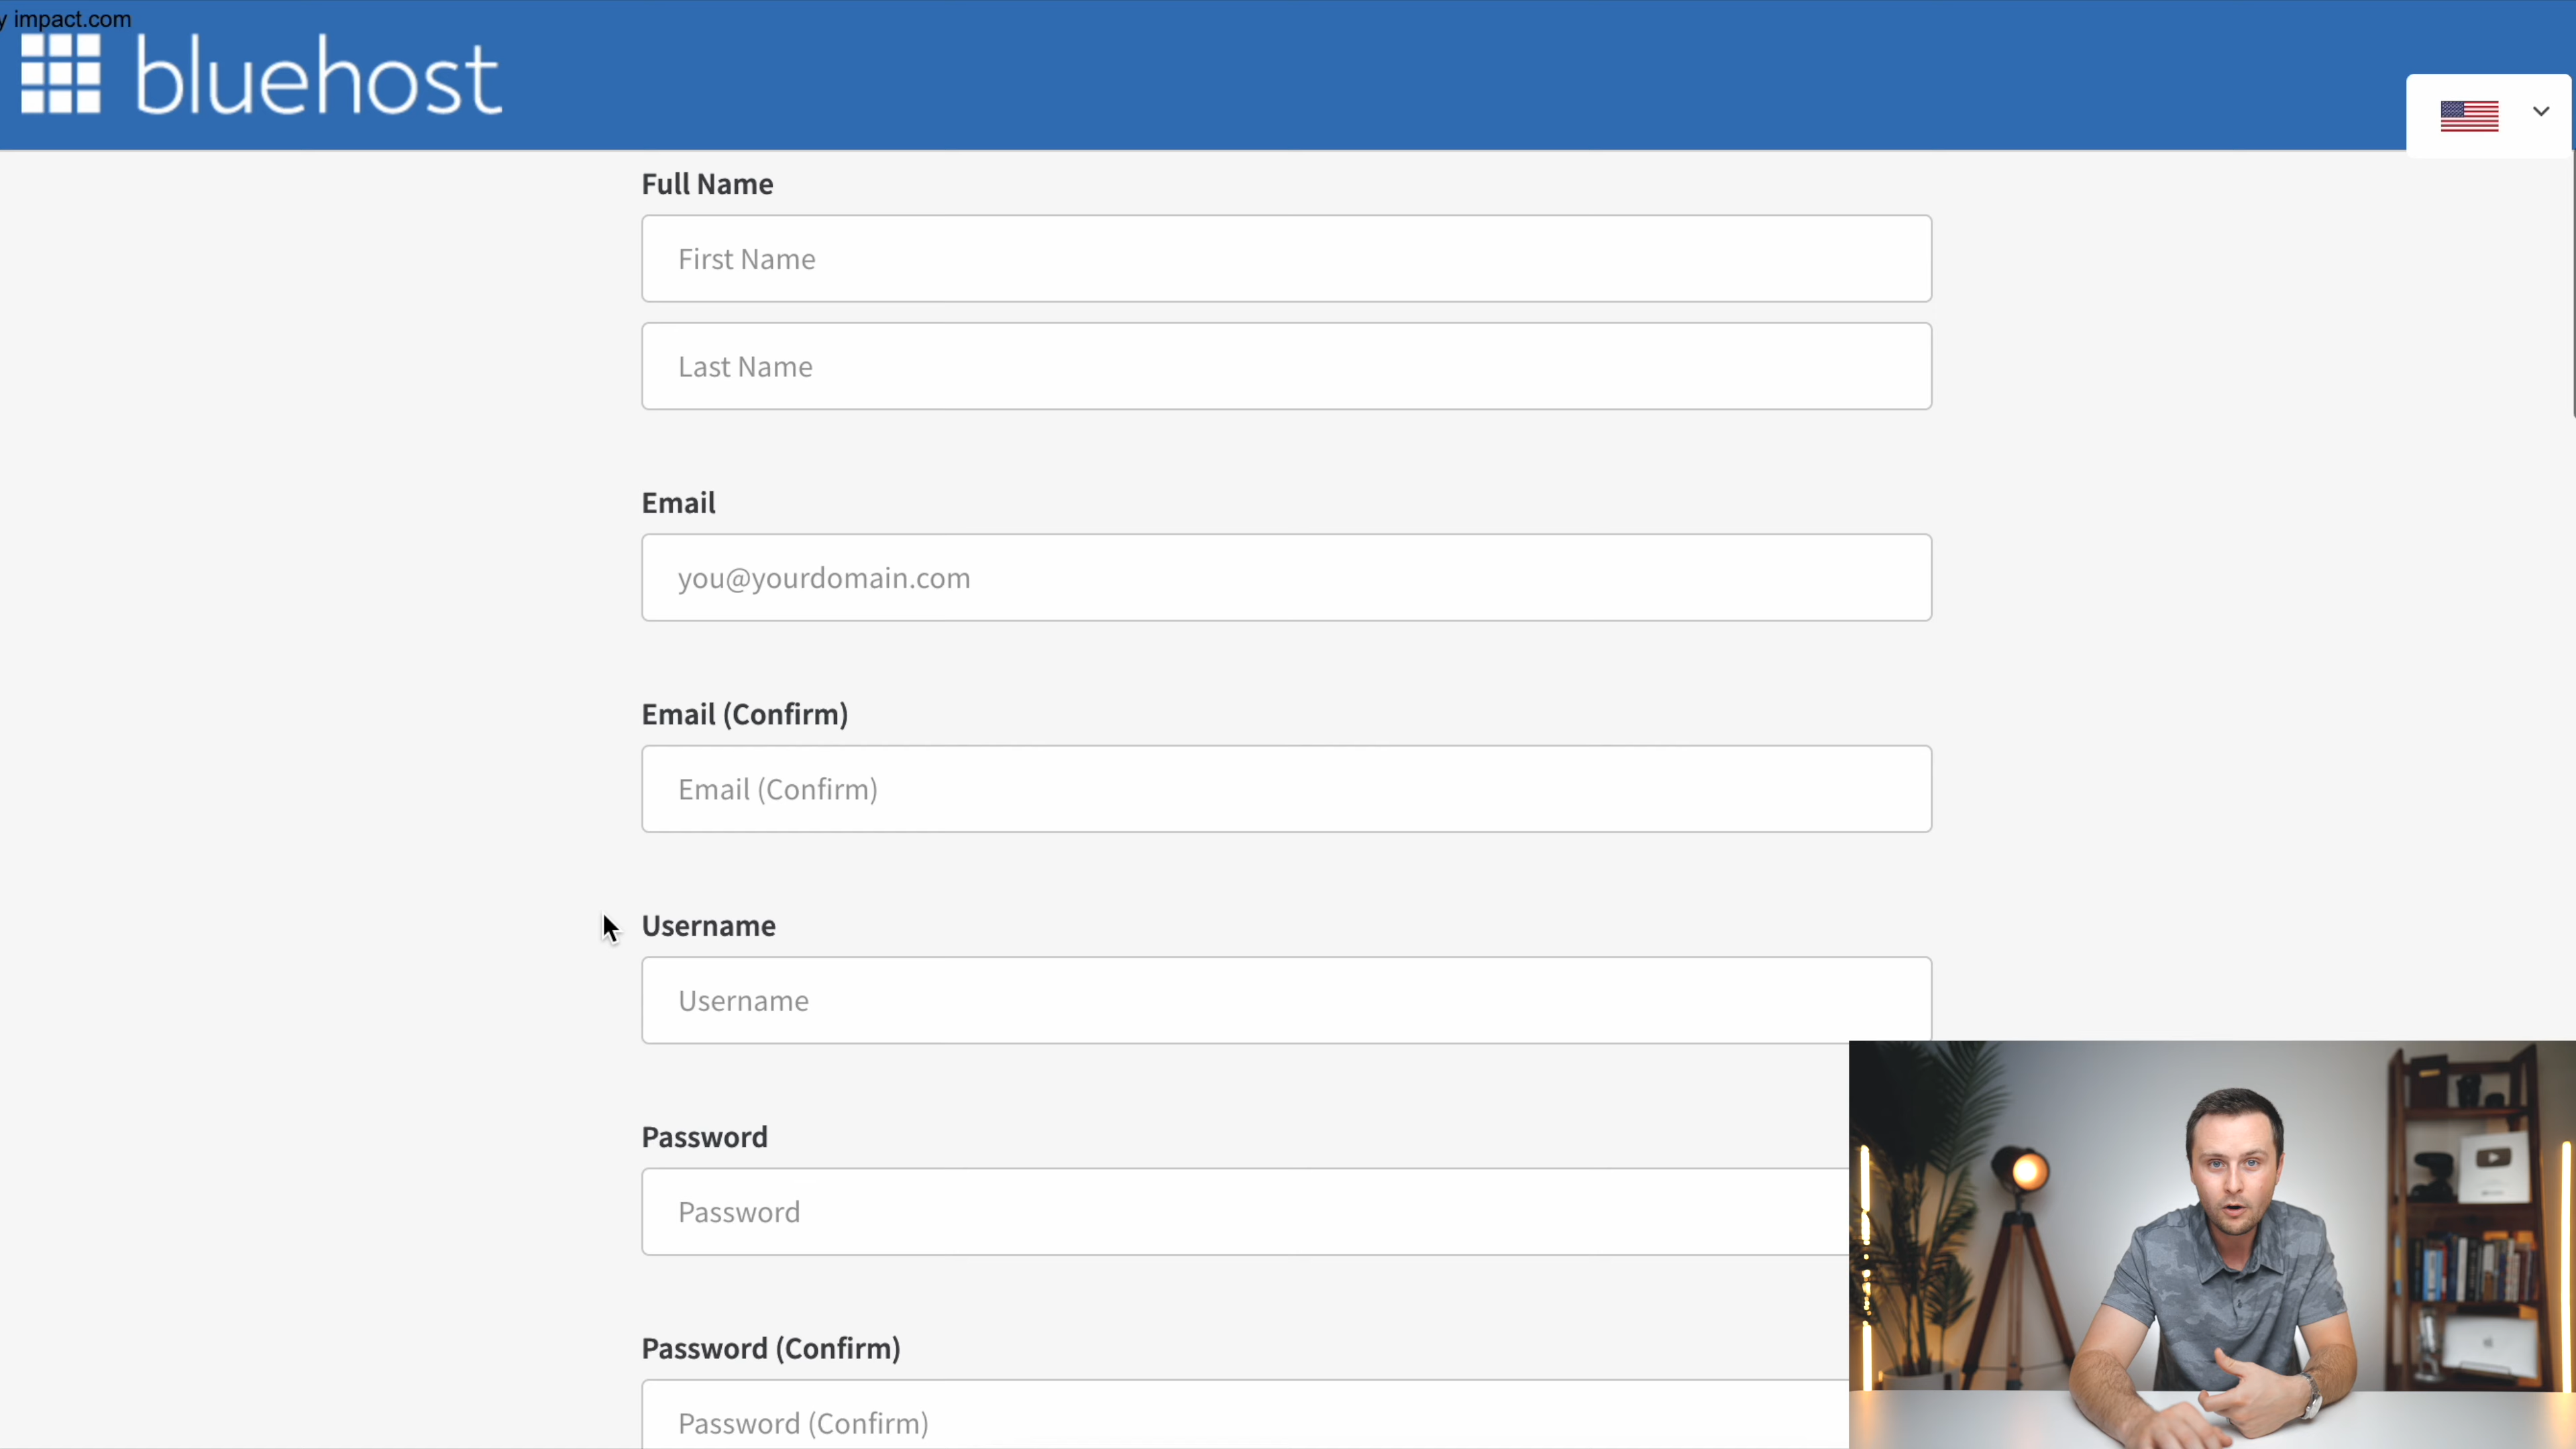 y impact.com
bluehost
Full Name
First Name
Last Name
Email
you@yourdomain.com
Email (Confirm)
Email (Confirm)
Username
Username
Password
Password
Password (Confirm)
Password (Confirm)